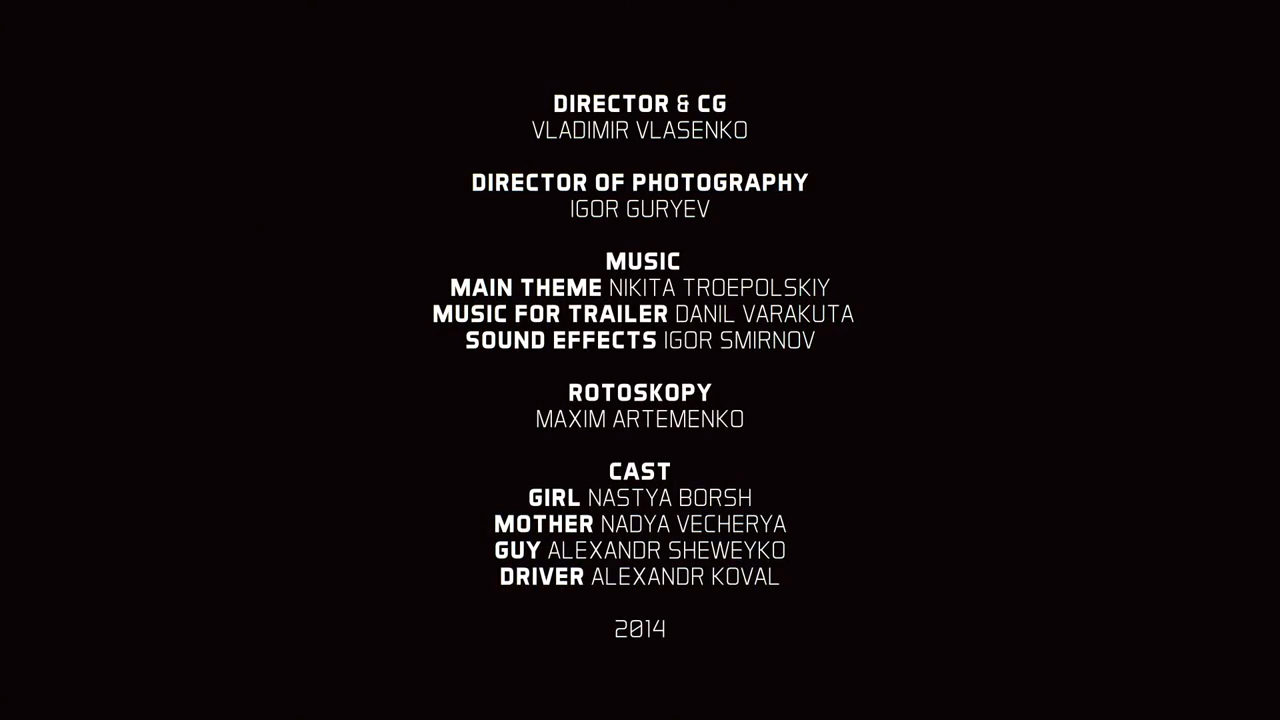 DIRECTOR & CG
VLADIMIR VLASENKO
DIRECTOR OF PHOTOGRAPHY
IGOR GURYEV
MUSIC
MAIN THEME NIKITA TROEPOLSKIY
MUSIC FOR TRAILER DANIL VARAKUTA
SOUND EFFECTS IGOR SMIRNOV
ROTOSKOPY
MAXIM ARTEMENKO
CAST
GIRL NASTYA BORSH
MOTHER NADYA VECHERYA
GUY ALEXANDR SHEWEYKO
DRIVER ALEXANDR KOVAL
2014